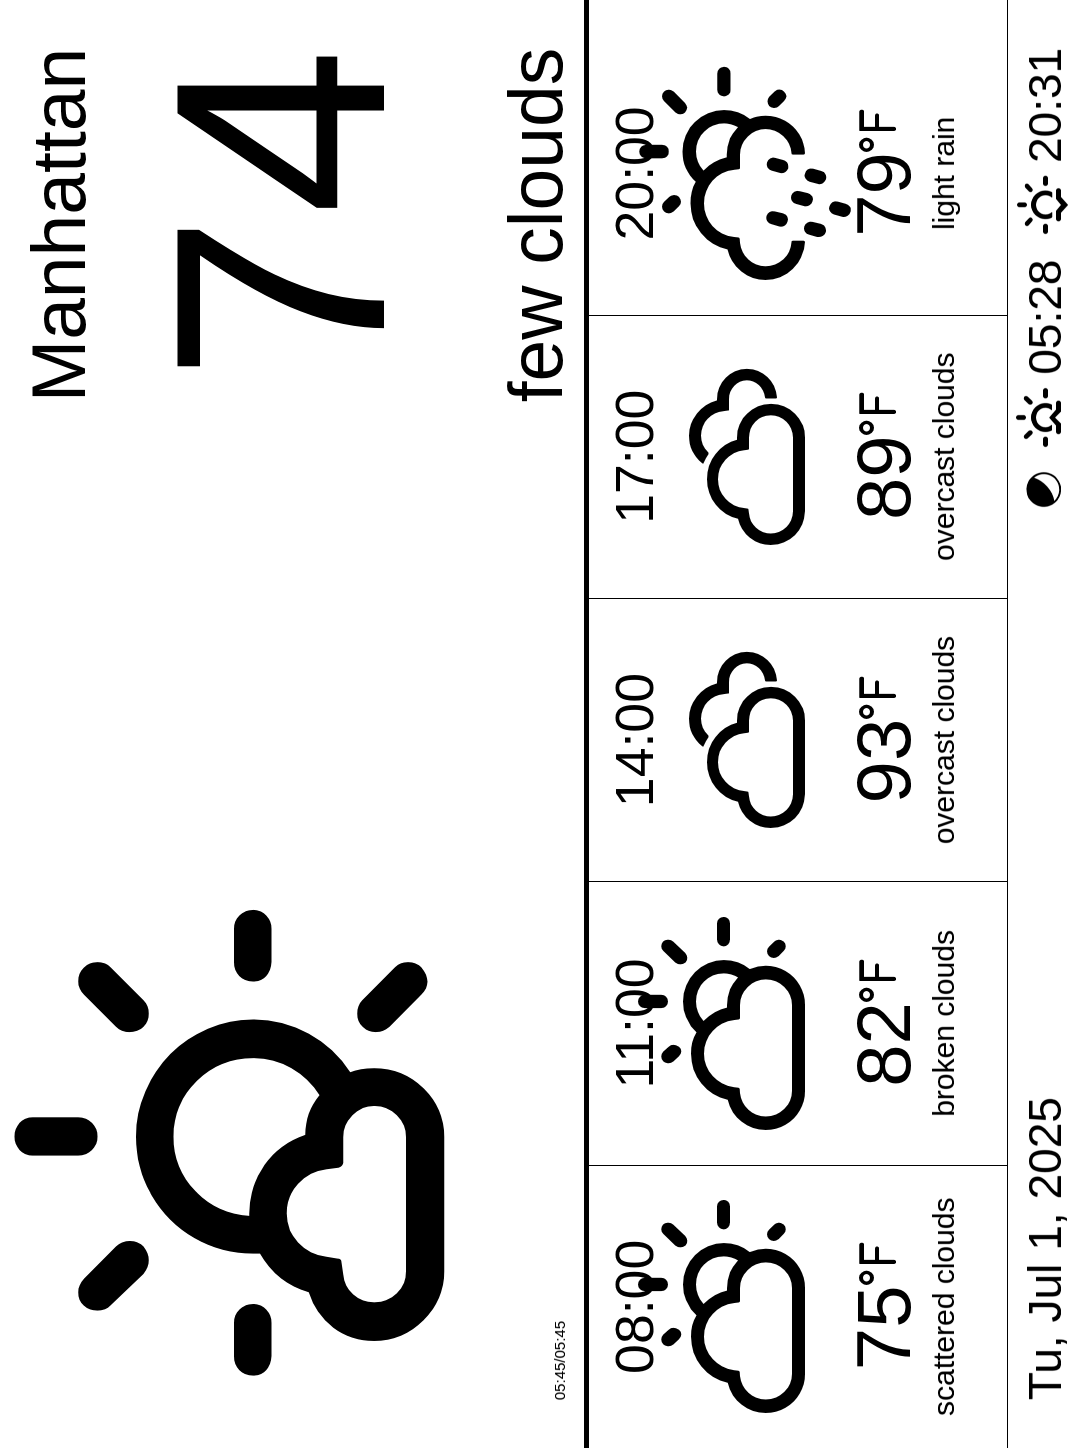 Manhattan
74
few clouds
05:45/05:45
08:00
75°F
scattered clouds
11:00
82°F
broken clouds
14:00
93°F
overcast clouds
17:00
89°F
overcast clouds
20:00
79°F
light rain
Tu, Jul 1, 2025
05:28 20:31